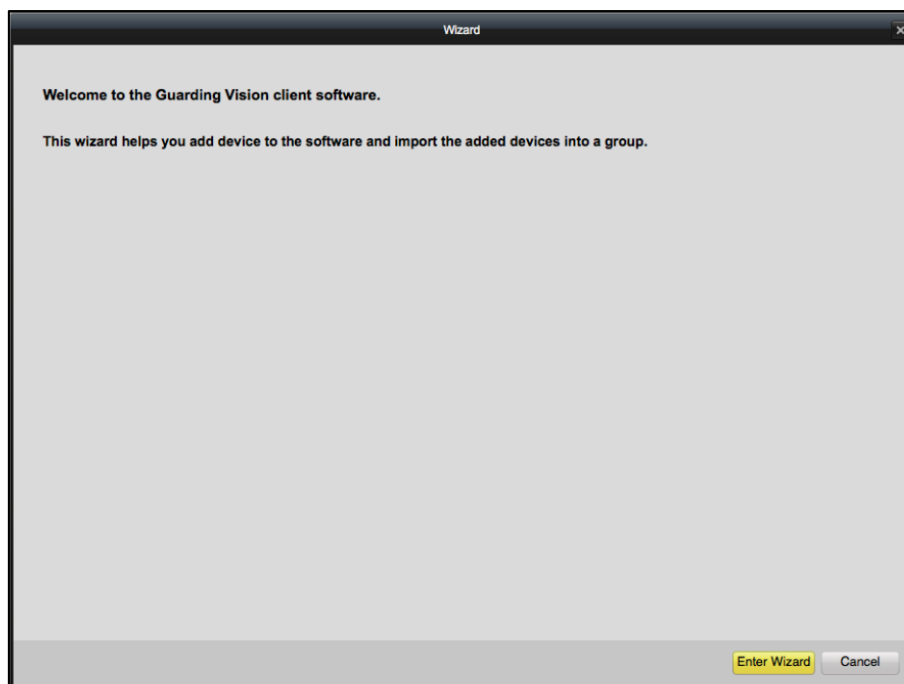 Wizard
Welcome to the Guarding Vision client software.
This wizard helps you add device to the software and import the added devices into a group.
Enter Wizard
Cancel